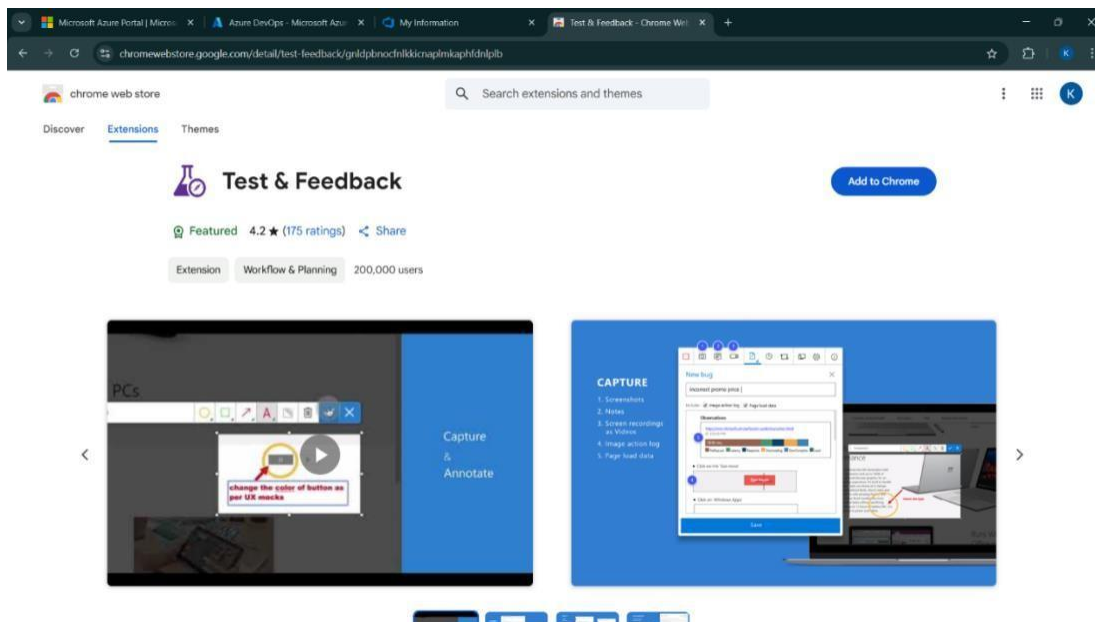 Microsoft Azure Portal | Micros
Azure DevOps - Microsoft Azur
My Information
Test & Feedback - Chrome Web
chromewebstore.google.com/detail/test-feedback/gnldpbnocfnlkkicnaplmkaphfdnlplb
K
chrome web store
Search extensions and themes
K
Discover
Extensions
Themes
Test & Feedback
Add to Chrome
Featured 4.2 ★ (175 ratings) Share
Extension
Workflow & Planning
200,000 users
PCs
A
change the color of button as
per UX mocks
Capture
&
Annotate
CAPTURE
1. Screenshots
2. Notes
3. Screen recordings
as Videos
4. Image action log
5. Page load data
New bug
incorrect promo price
Save